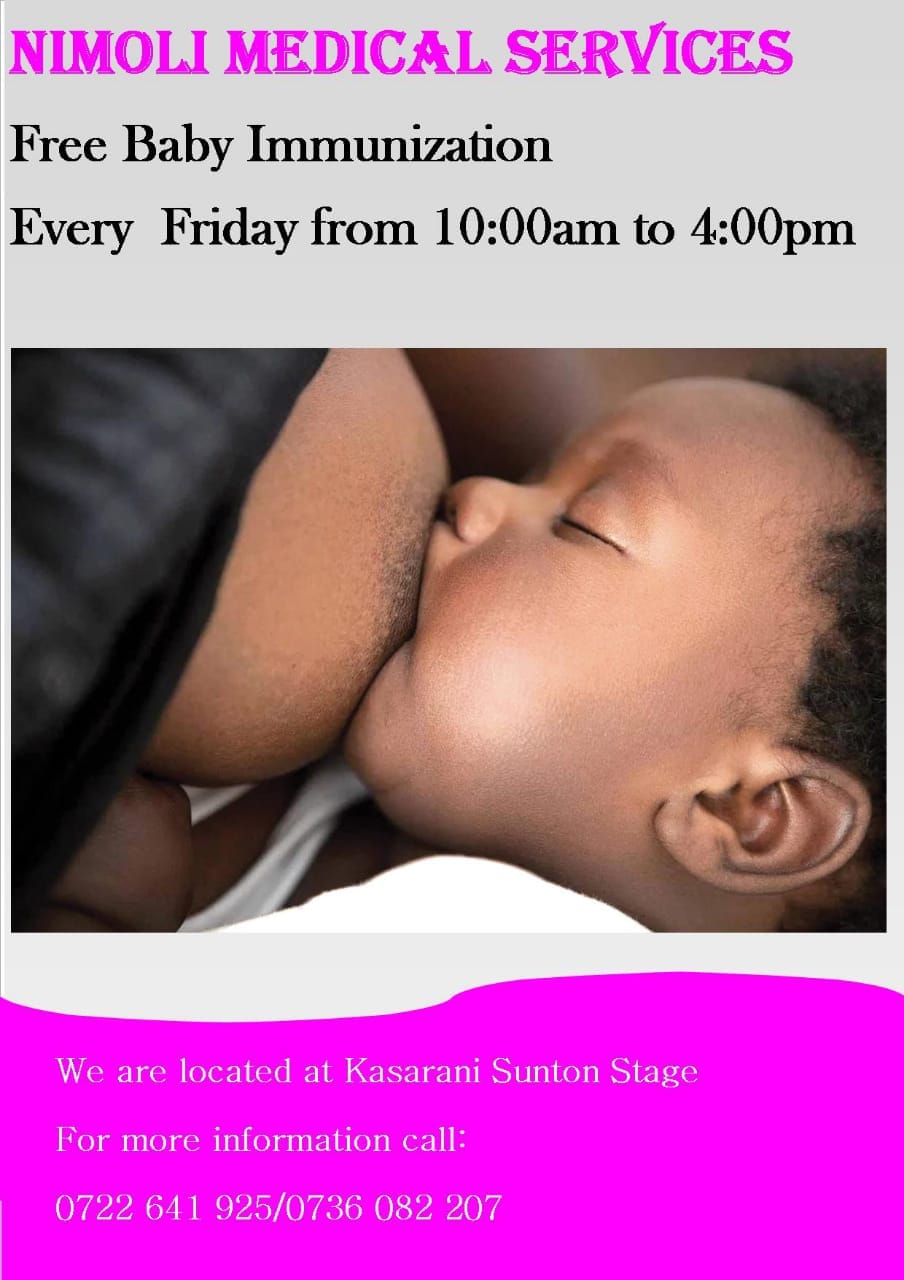 NIMOLI MEDICAL SERVICES
Free Baby Immunization
Every Friday from 10:00am to 4:00pm
We are located at Kasarani Sunton Stage
For more information call:
0722 641 925/0736 082 207